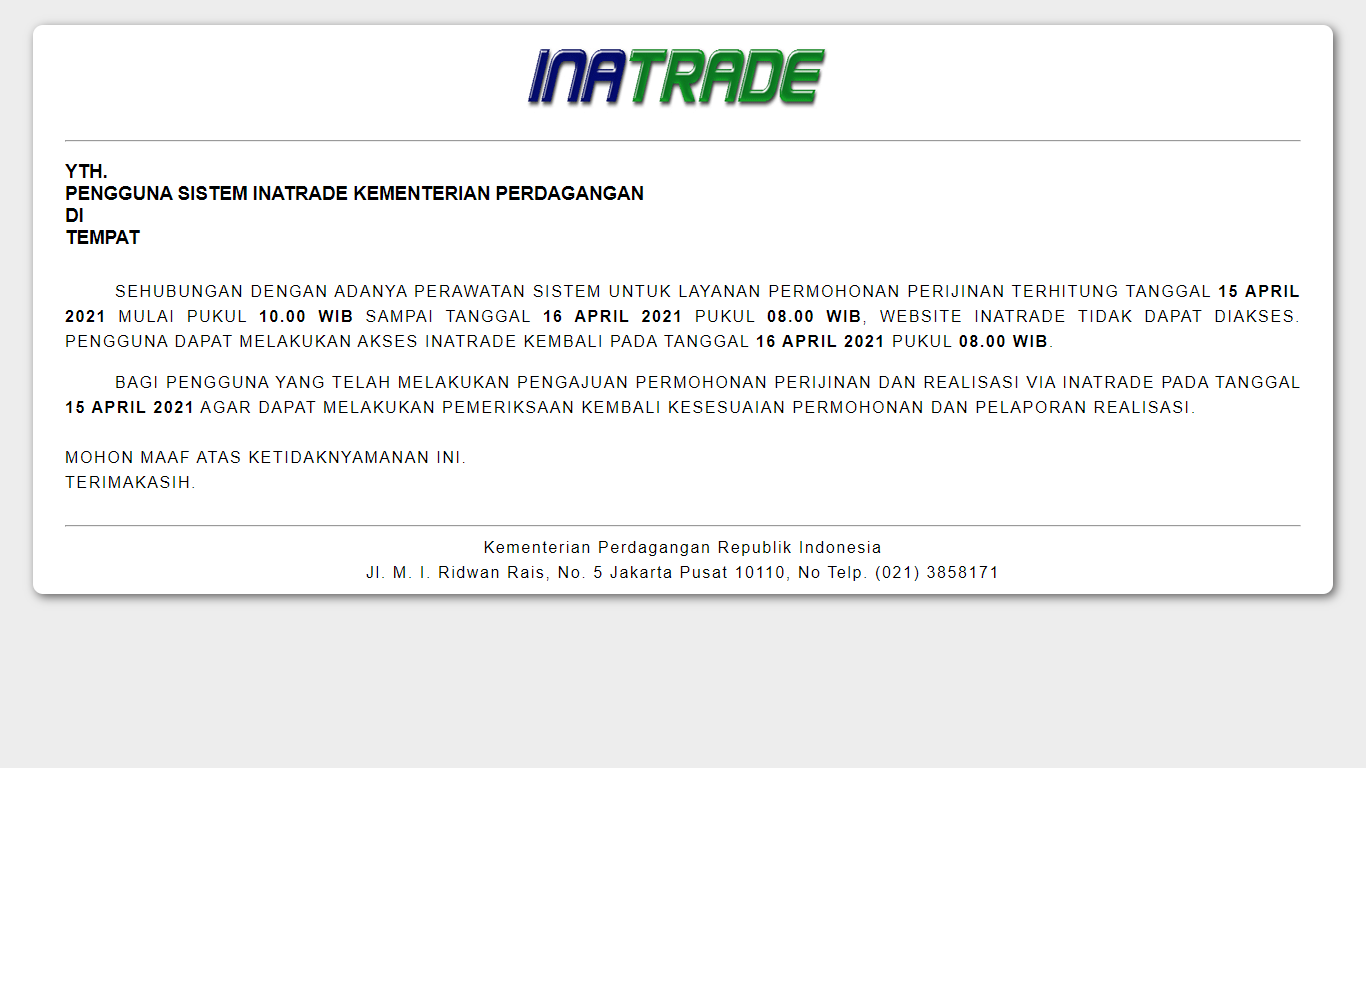 INATRADE
YTH.
PENGGUNA SISTEM INATRADE KEMENTERIAN PERDAGANGAN
DI
TEMPAT
SEHUBUNGAN DENGAN ADANYA PERAWATAN SISTEM UNTUK LAYANAN PERMOHONAN PERIJINAN TERHITUNG TANGGAL 15 APRIL
2021 MULAI PUKUL 10.00 WIB SAMPAI TANGGAL 16 APRIL 2021 PUKUL 08.00 WIB, WEBSITE INATRADE TIDAK DAPAT DIAKSES.
PENGGUNA DAPAT MELAKUKAN AKSES INATRADE KEMBALI PADA TANGGAL 16 APRIL 2021 PUKUL 08.00 WIB.
BAGI PENGGUNA YANG TELAH MELAKUKAN PENGAJUAN PERMOHONAN PERIJINAN DAN REALISASI VIA INATRADE PADA TANGGAL
15 APRIL 2021 AGAR DAPAT MELAKUKAN PEMERIKSAAN KEMBALI KESESUAIAN PERMOHONAN DAN PELAPORAN REALISASI.
MOHON MAAF ATAS KETIDAKNYAMANAN INI.
TERIMAKASIH.
Kementerian Perdagangan Republik Indonesia
Jl. M. I. Ridwan Rais, No. 5 Jakarta Pusat 10110, No Telp. (021) 3858171